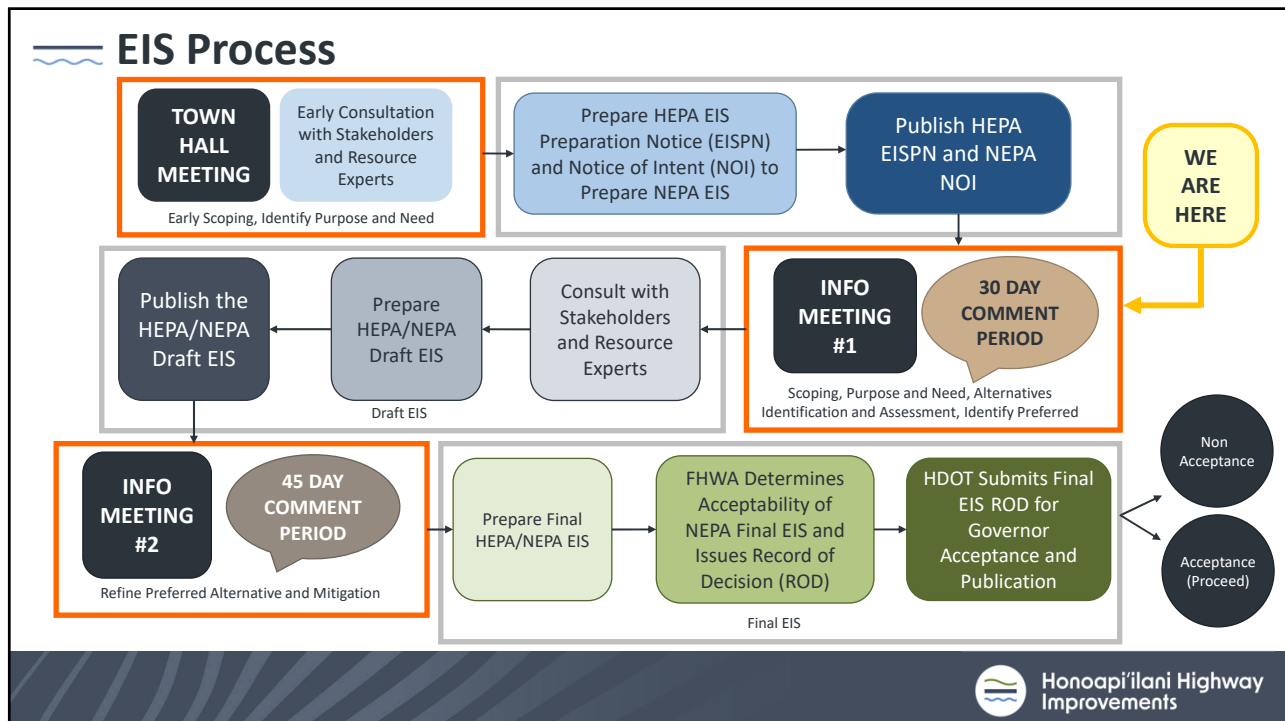 EIS Process
TOWN
HALL
MEETING
Early Consultation
with Stakeholders
and Resource
Experts
Early Scoping, Identify Purpose and Need
Prepare HEPA EIS
Preparation Notice (EISPN)
and Notice of Intent (NOI) to
Prepare NEPA EIS
Publish HEPA
EISPN and NEPA
NOI
WE
ARE
HERE
INFO
MEETING
#1
30 DAY
COMMENT
PERIOD
Scoping, Purpose and Need, Alternatives
Identification and Assessment, Identify Preferred
Consult with
Stakeholders
and Resource
Experts
Prepare
HEPA/NEPA
Draft EIS
Publish the
HEPA/NEPA
Draft EIS
Draft EIS
INFO
MEETING
#2
45 DAY
COMMENT
PERIOD
Refine Preferred Alternative and Mitigation
Prepare Final
HEPA/NEPA EIS
FHWA Determines
Acceptability of
NEPA Final EIS and
Issues Record of
Decision (ROD)
HDOT Submits Final
EIS ROD for
Governor
Acceptance and
Publication
Final EIS
Non
Acceptance
Acceptance
(Proceed)
Honoapiʻilani Highway
Improvements